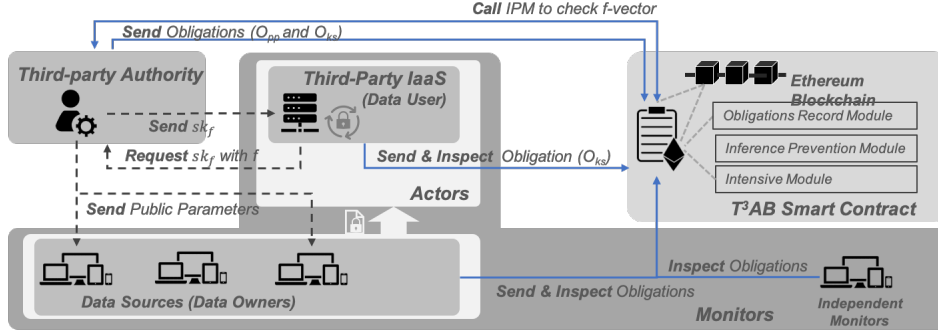 Call IPM to check f-vector
Send Obligations (Opp and Oks)
Third-party Authority
Third-Party IaaS
(Data User)
Ethereum
Blockchain
Obligations Record Module
Send skf
Request skf with f
Send & Inspect Obligation (Oks)
Inference Prevention Module
Intensive Module
Actors
T³AB Smart Contract
Send Public Parameters
Inspect Obligations
Send & Inspect Obligations
Data Sources (Data Owners)
Monitors
Independent
Monitors